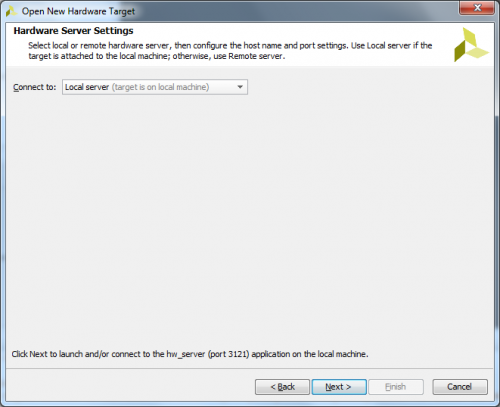 Open New Hardware Target
Hardware Server Settings
Select local or remote hardware server, then configure the host name and port settings. Use Local server if the
target is attached to the local machine; otherwise, use Remote server.
Connect to: Local server (target is on local machine)
Click Next to launch and/or connect to the hw_server (port 3121) application on the local machine.
< Back Next > Finish Cancel